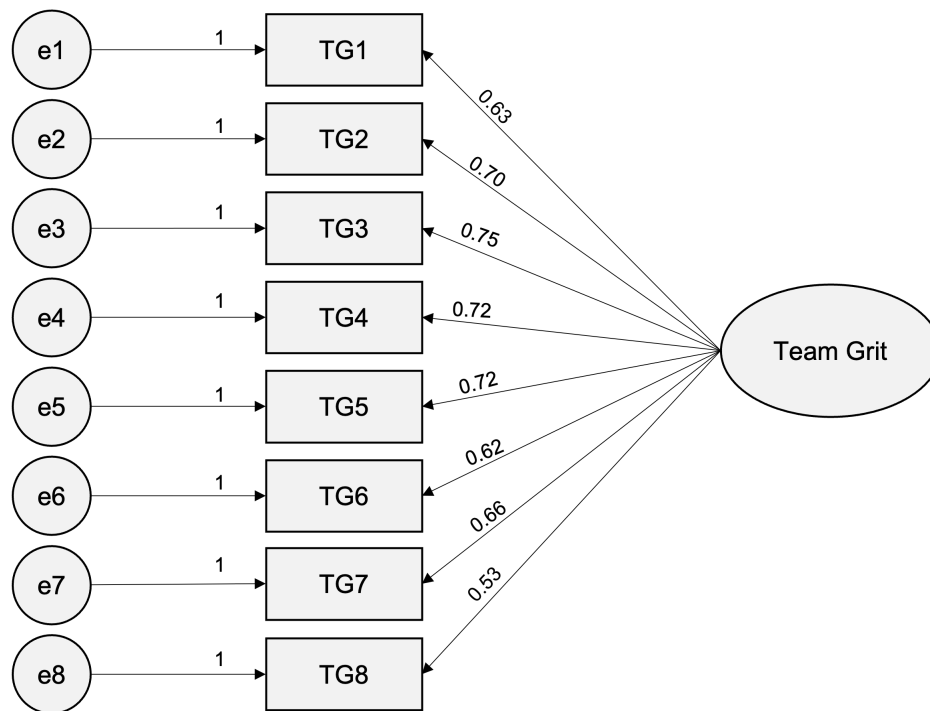 e1 1 TG1 0.63
e2 1 TG2 0.70
e3 1 TG3 0.75
e4 1 TG4 0.72
Team Grit
e5 1 TG5 0.72
e6 1 TG6 0.62
e7 1 TG7 0.66
e8 1 TG8 0.53